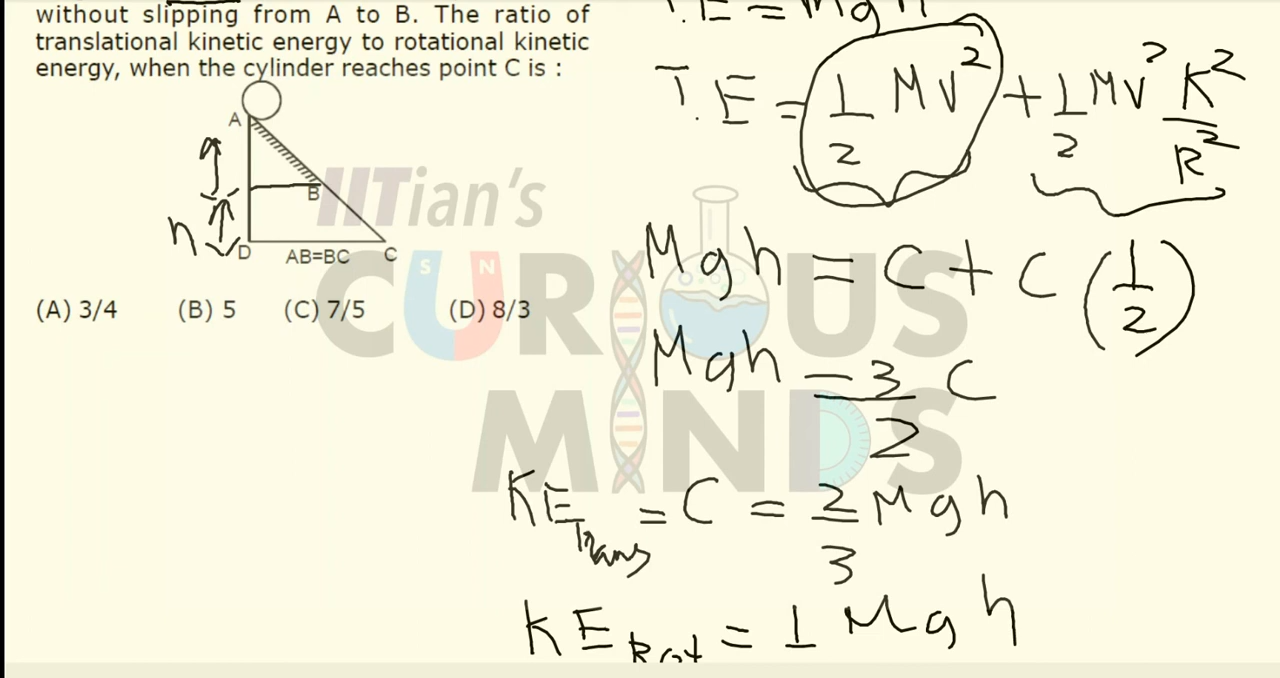 without slipping from A to B. The ratio of
translational kinetic energy to rotational kinetic
energy, when the cylinder reaches point C is :
A
B
h
D
AB=BC
C
(A) 3/4 (B) 5 (C) 7/5 (D) 8/3
T.E = Mgh
T.E = 1/2 MV² + 1/2 MV² K²/R²
Mgh = C + C (1/2)
Mgh = 3/2 C
KE Trans = C = 2/3 Mgh
KE Rot = 1 Mgh
IITian's
CURIOUS
S N
MINDS